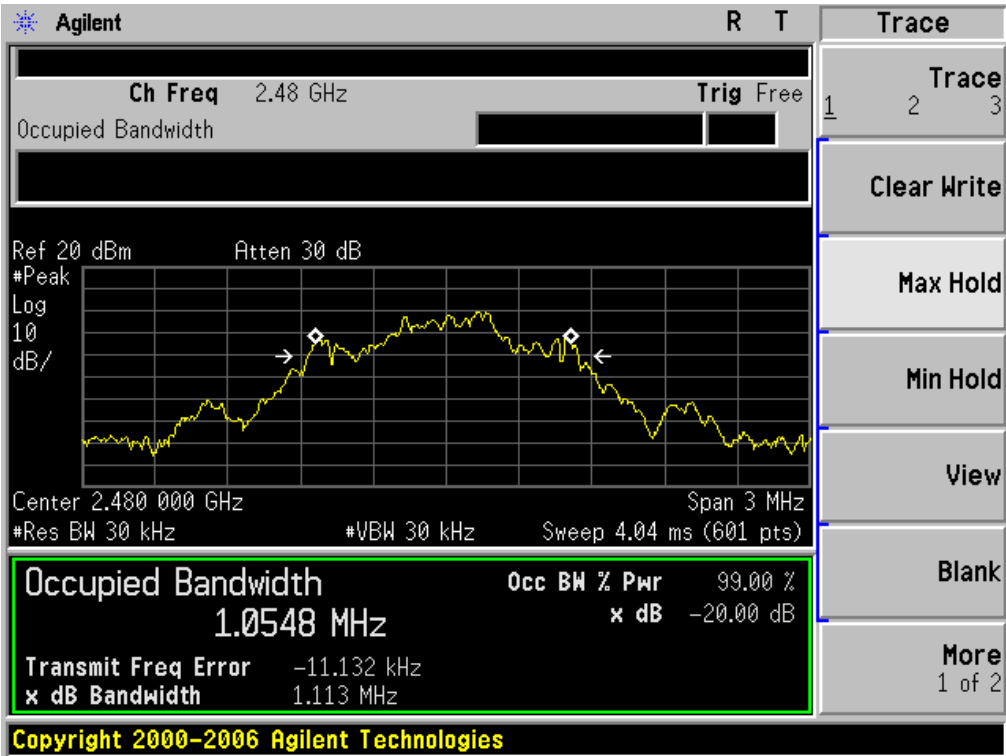 Agilent R T Trace
Ch Freq 2.48 GHz Trig Free
Occupied Bandwidth
Trace
1 2 3
Clear Write
Max Hold
Min Hold
View
Blank
More
1 of 2
Ref 20 dBm Atten 30 dB
#Peak
Log
10
dB/
Center 2.480 000 GHz Span 3 MHz
#Res BW 30 kHz #VBW 30 kHz Sweep 4.04 ms (601 pts)
Occupied Bandwidth Occ BW % Pwr 99.00 %
1.0548 MHz x dB -20.00 dB
Transmit Freq Error -11.132 kHz
x dB Bandwidth 1.113 MHz
Copyright 2000-2006 Agilent Technologies